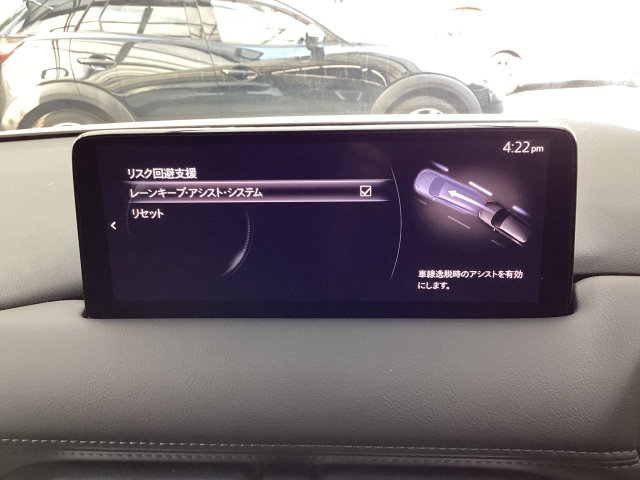 4:22pm
リスク回避支援
レーンキープ・アシスト・システム
リセット
車線逸脱時のアシストを有効
にします。